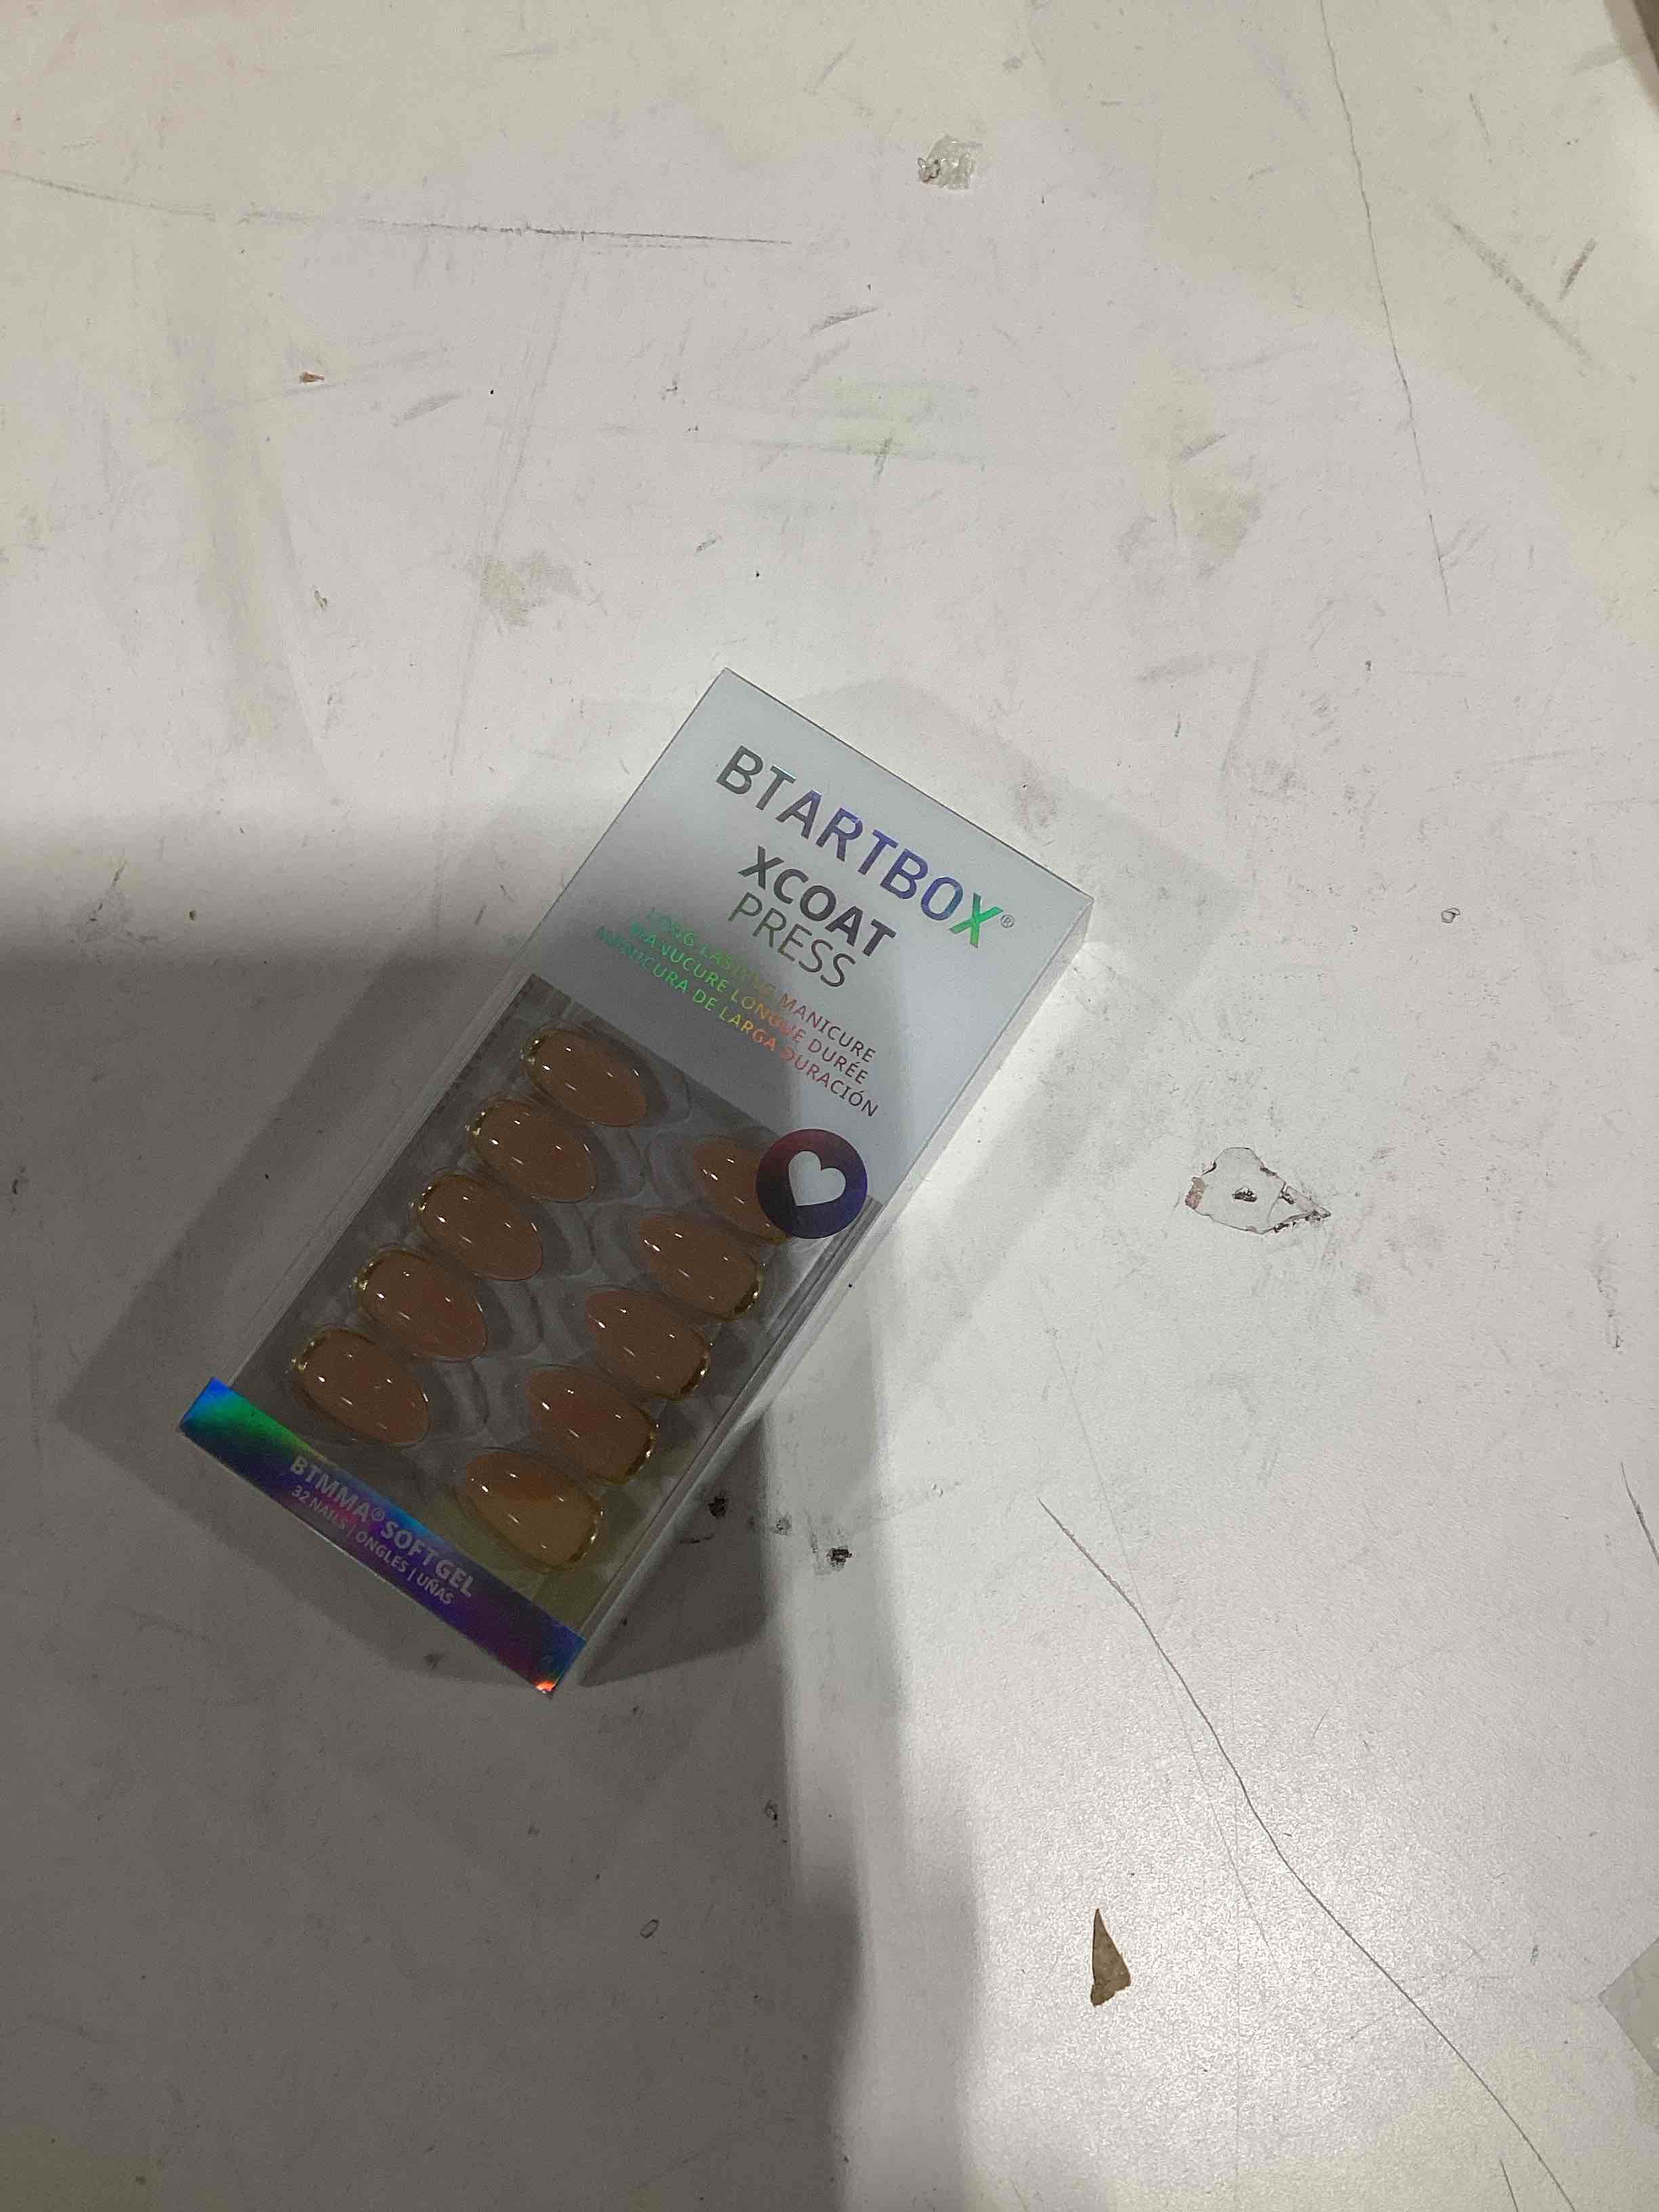 BTARTBOX®
XCOAT
PRESS
LONG LASTING MANICURE
MANUCURE LONGUE DURÉE
MANICURA DE LARGA DURACIÓN
BTMMA® SOFT GEL
32 NAILS | ONGLES | UÑAS